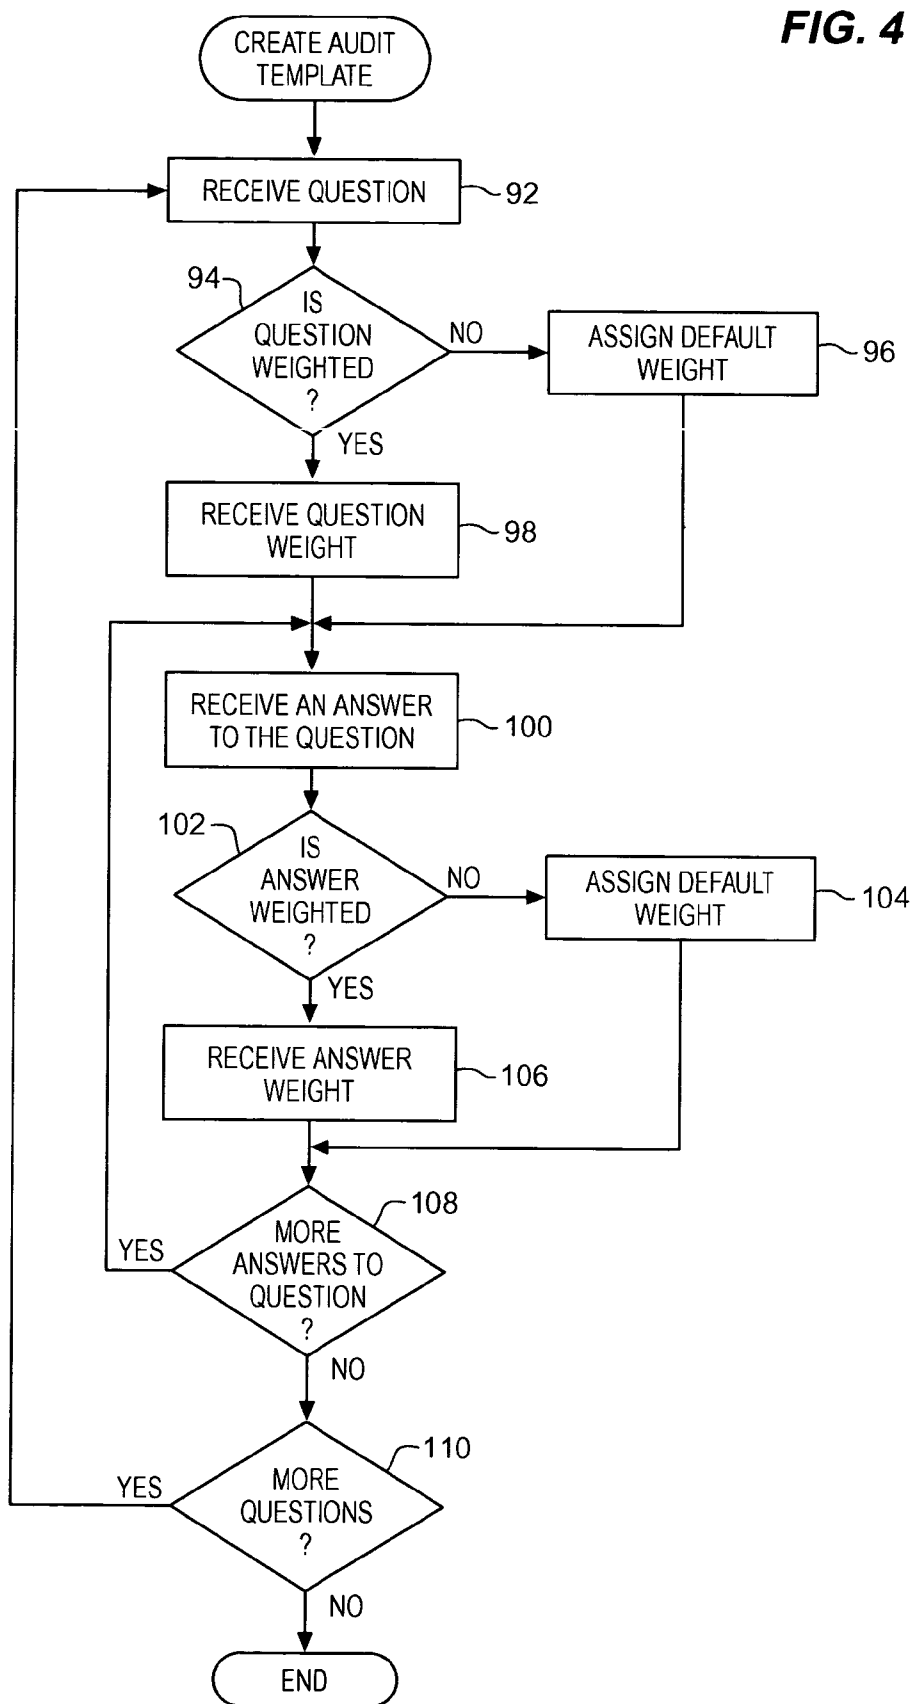 FIG. 4
CREATE AUDIT
TEMPLATE
RECEIVE QUESTION
92
94
IS
QUESTION
WEIGHTED
?
NO
ASSIGN DEFAULT
WEIGHT
96
YES
RECEIVE QUESTION
WEIGHT
98
RECEIVE AN ANSWER
TO THE QUESTION
100
102
IS
ANSWER
WEIGHTED
?
NO
ASSIGN DEFAULT
WEIGHT
104
YES
RECEIVE ANSWER
WEIGHT
106
108
MORE
ANSWERS TO
QUESTION
?
YES
NO
110
MORE
QUESTIONS
?
YES
NO
END